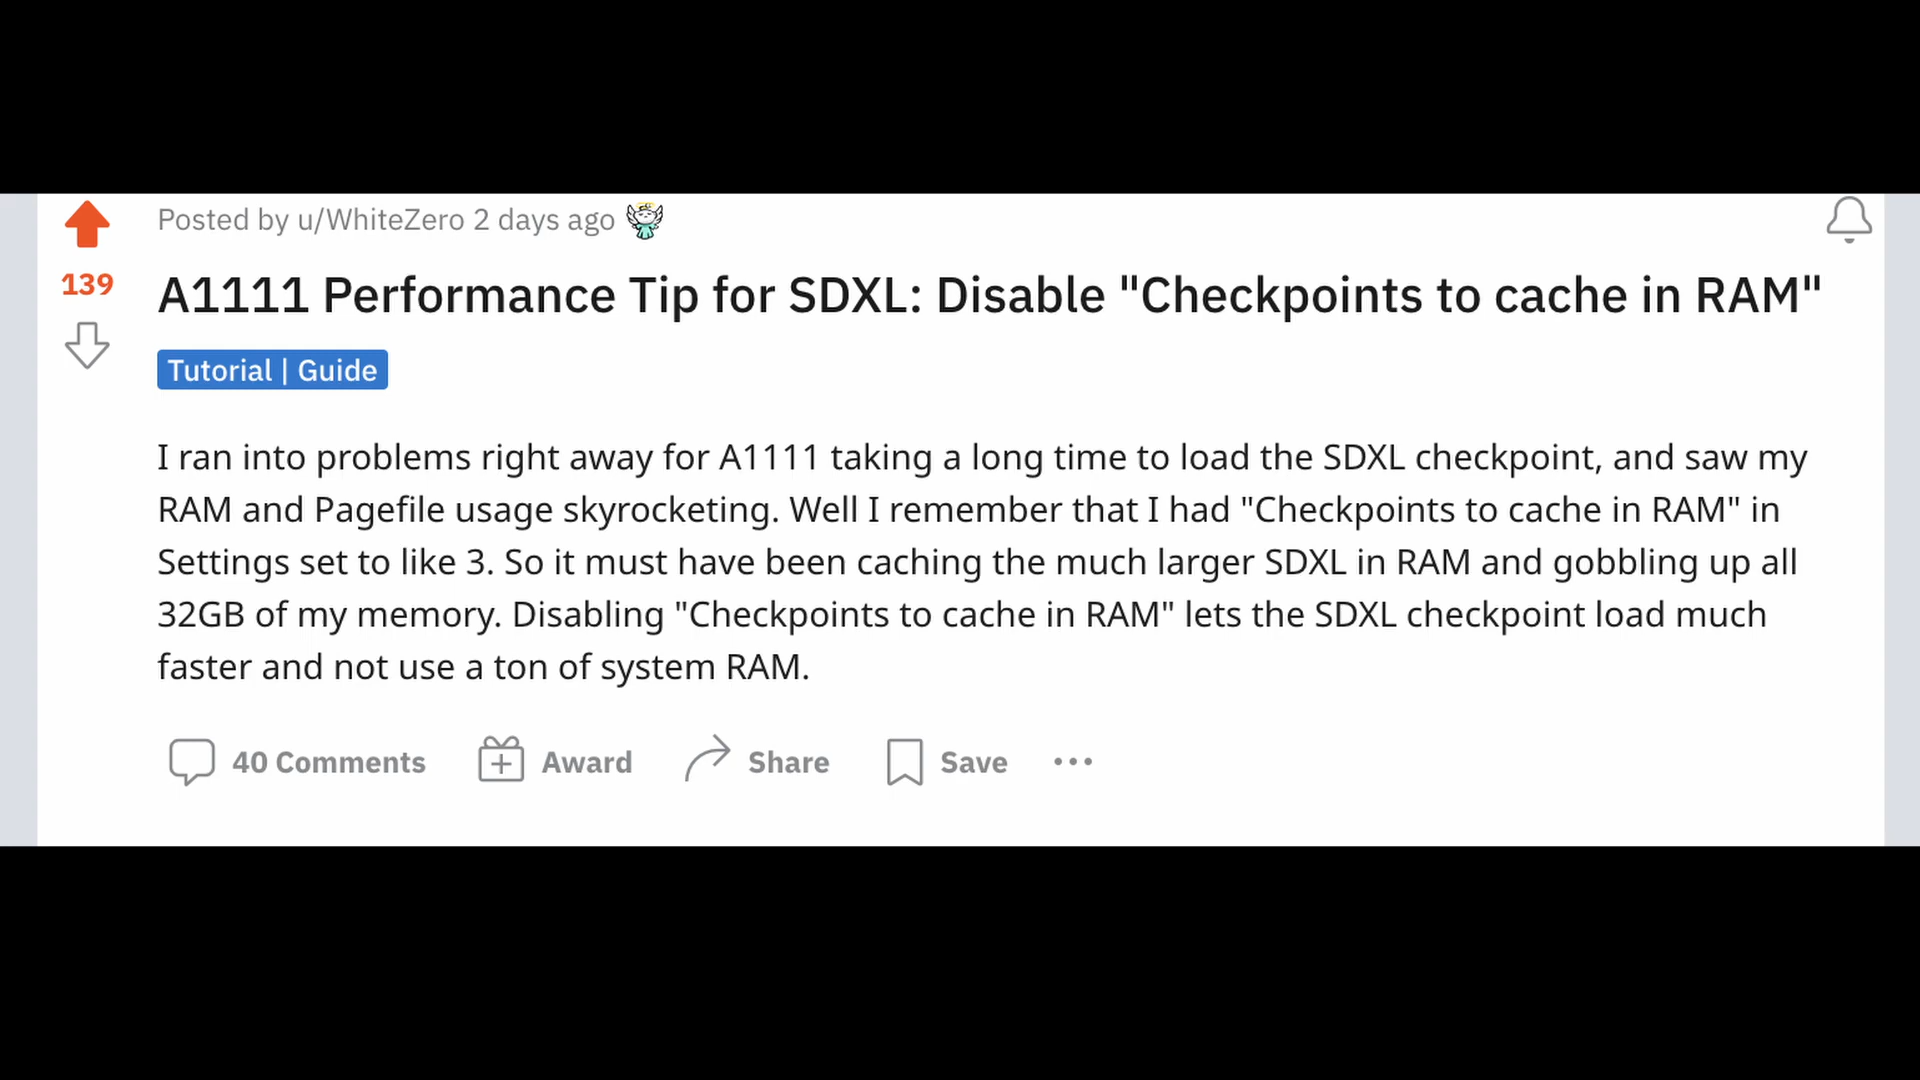 Posted by u/WhiteZero 2 days ago
139
A1111 Performance Tip for SDXL: Disable "Checkpoints to cache in RAM"
Tutorial | Guide
I ran into problems right away for A1111 taking a long time to load the SDXL checkpoint, and saw my
RAM and Pagefile usage skyrocketing. Well I remember that I had "Checkpoints to cache in RAM" in
Settings set to like 3. So it must have been caching the much larger SDXL in RAM and gobbling up all
32GB of my memory. Disabling "Checkpoints to cache in RAM" lets the SDXL checkpoint load much
faster and not use a ton of system RAM.
40 Comments Award Share Save